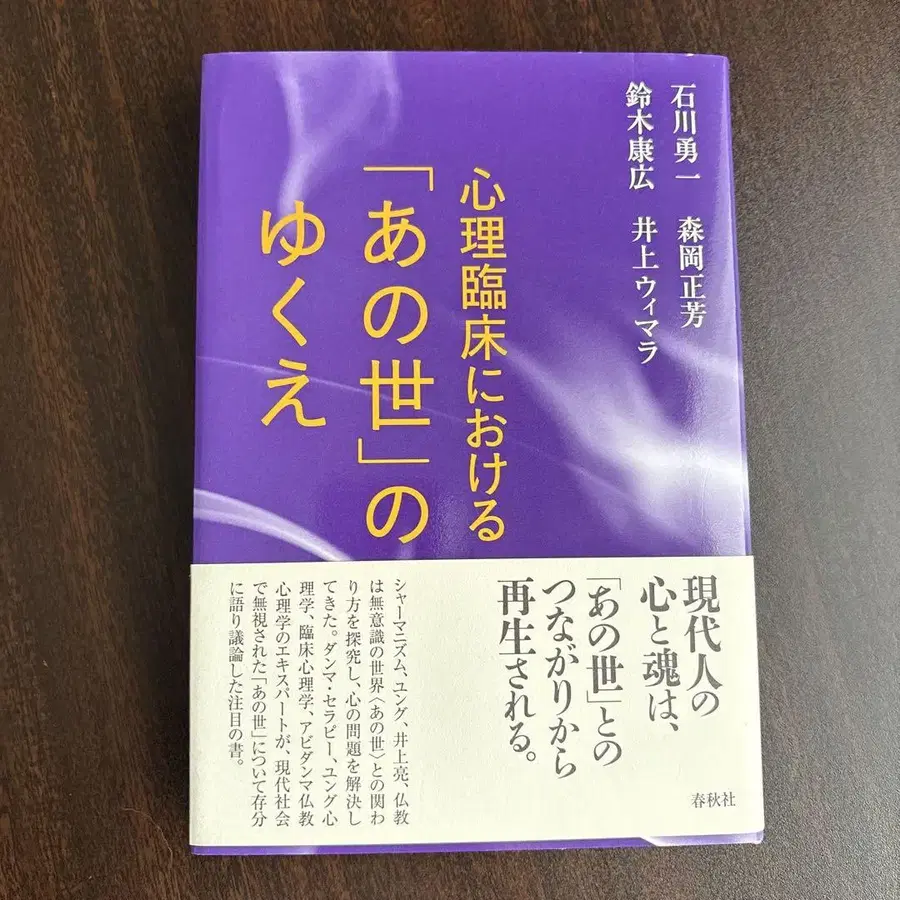 石川勇一　森岡正芳
鈴木康広　井上ウィマラ
心理臨床における
「あの世」の
ゆくえ
現代人の
心と魂は、
「あの世」との
つながりから
再生される。
シャーマニズム、ユング、井上亮、仏教
は無意識の世界〈あの世〉との関わ
り方を探究し、心の問題を解決し
てきた。ダンマ・セラピー、ユング心
理学、臨床心理学、アビダンマ仏教
心理学のエキスパートが、現代社会
で無視された「あの世」について存分
に語り議論した注目の書。
春秋社